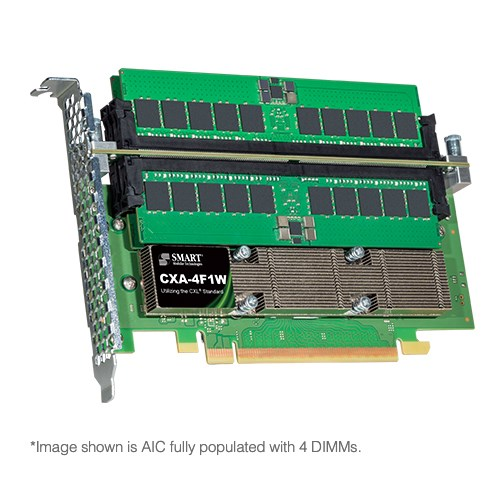 SMART
Modular Technologies
CXA-4F1W
Utilizing the CXL® Standard
*Image shown is AIC fully populated with 4 DIMMs.